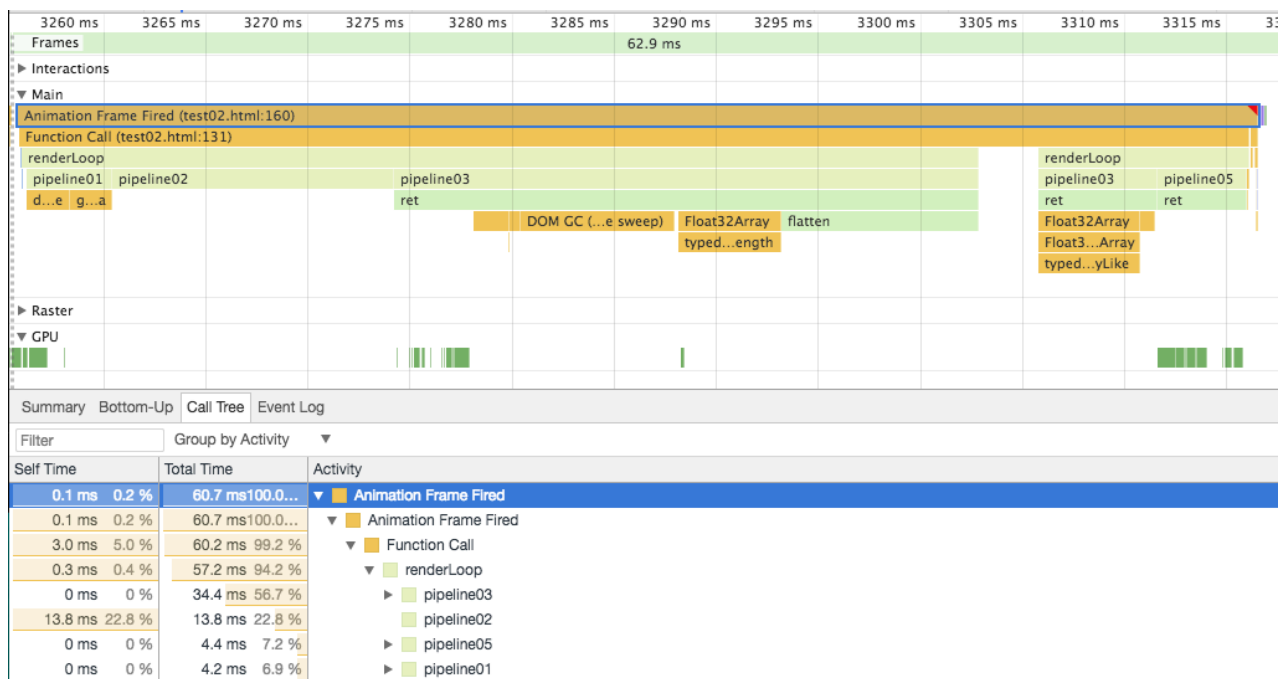 3260 ms 3265 ms 3270 ms 3275 ms 3280 ms 3285 ms 3290 ms 3295 ms 3300 ms 3305 ms 3310 ms 3315 ms 33
Frames 62.9 ms
▶ Interactions
▼ Main
Animation Frame Fired (test02.html:160)
Function Call (test02.html:131)
renderLoop renderLoop
pipeline01 pipeline02 pipeline03 pipeline03 pipeline05
d...e g...a ret ret ret
DOM GC (...e sweep) Float32Array flatten Float32Array
typed...ength Float3...Array
typed...yLike
▶ Raster
▼ GPU
Summary Bottom-Up Call Tree Event Log
Filter Group by Activity ▼
Self Time Total Time Activity
0.1 ms 0.2 % 60.7 ms100.0... ▼ Animation Frame Fired
0.1 ms 0.2 % 60.7 ms100.0... ▼ Animation Frame Fired
3.0 ms 5.0 % 60.2 ms 99.2 % ▼ Function Call
0.3 ms 0.4 % 57.2 ms 94.2 % ▼ renderLoop
0 ms 0 % 34.4 ms 56.7 % ▶ pipeline03
13.8 ms 22.8 % 13.8 ms 22.8 % pipeline02
0 ms 0 % 4.4 ms 7.2 % ▶ pipeline05
0 ms 0 % 4.2 ms 6.9 % ▶ pipeline01